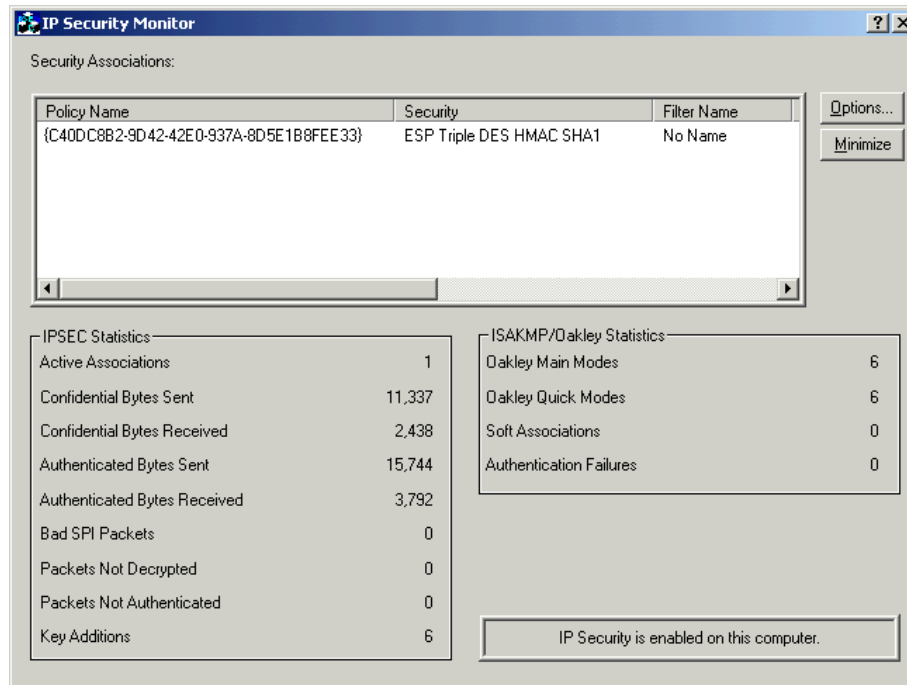 IP Security Monitor
Security Associations:
Policy Name Security Filter Name
{C40DC8B2-9D42-42E0-937A-8D5E1B8FEE33} ESP Triple DES HMAC SHA1 No Name
Options...
Minimize
IPSEC Statistics
Active Associations 1
Confidential Bytes Sent 11,337
Confidential Bytes Received 2,438
Authenticated Bytes Sent 15,744
Authenticated Bytes Received 3,792
Bad SPI Packets 0
Packets Not Decrypted 0
Packets Not Authenticated 0
Key Additions 6
ISAKMP/Oakley Statistics
Oakley Main Modes 6
Oakley Quick Modes 6
Soft Associations 0
Authentication Failures 0
IP Security is enabled on this computer.